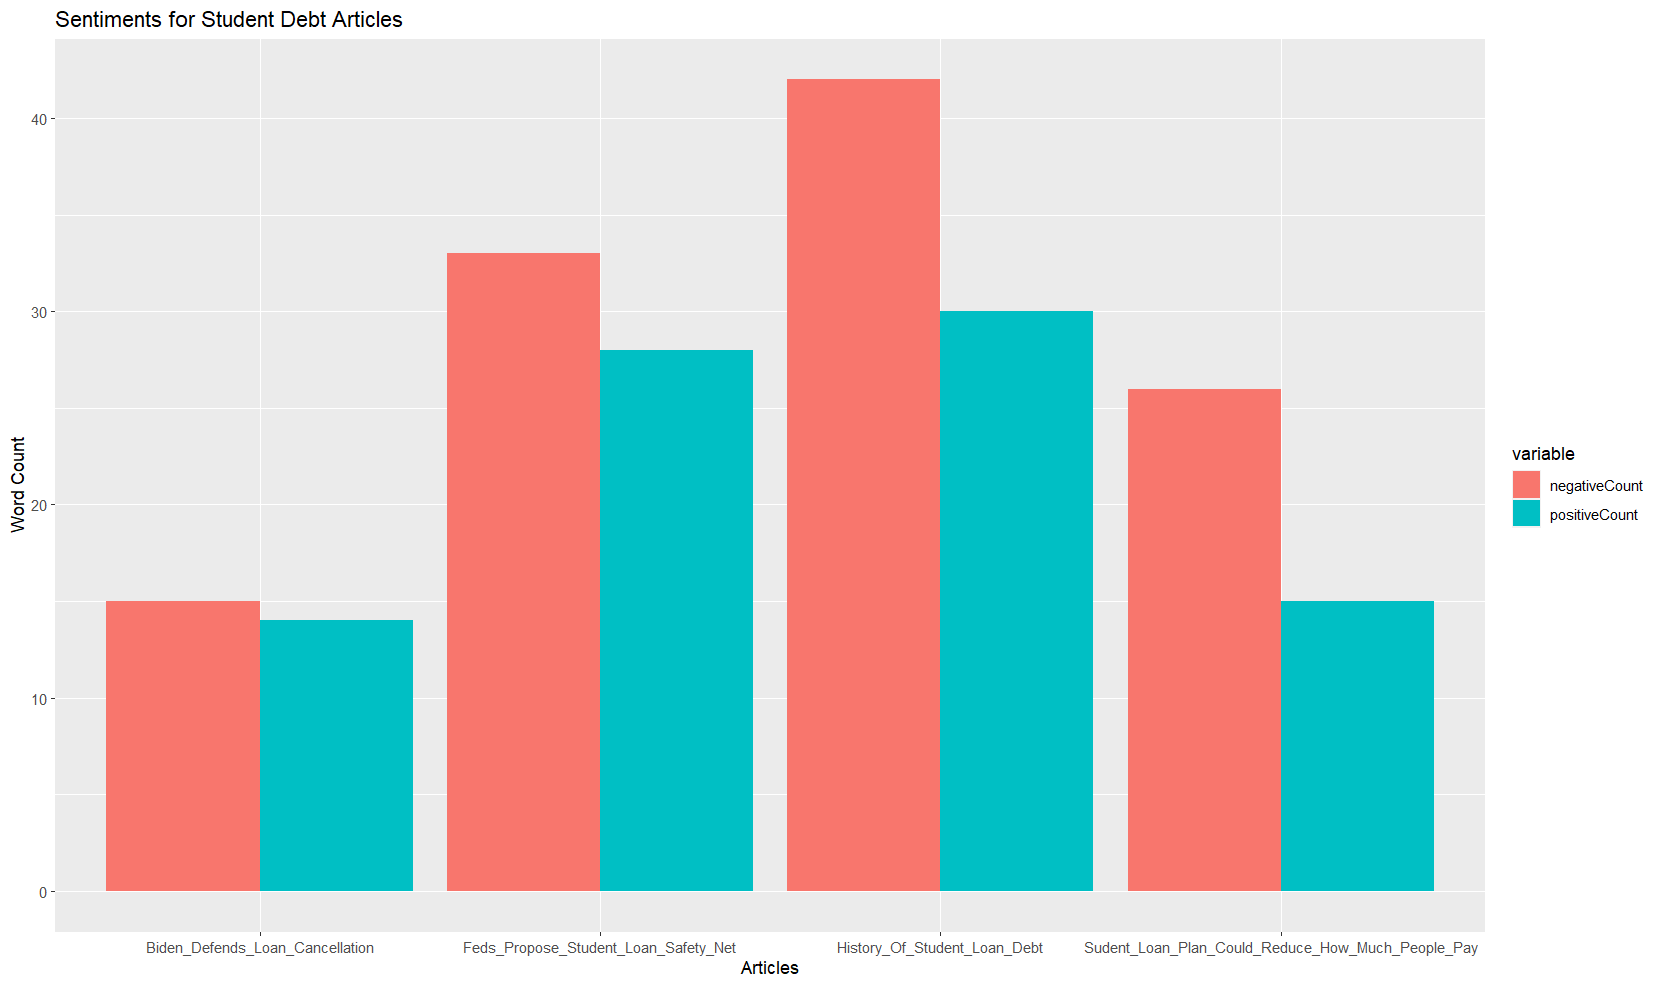 Sentiments for Student Debt Articles
40
30
20
10
0
Word Count
Biden_Defends_Loan_Cancellation
Feds_Propose_Student_Loan_Safety_Net
History_Of_Student_Loan_Debt
Sudent_Loan_Plan_Could_Reduce_How_Much_People_Pay
Articles
variable
negativeCount
positiveCount